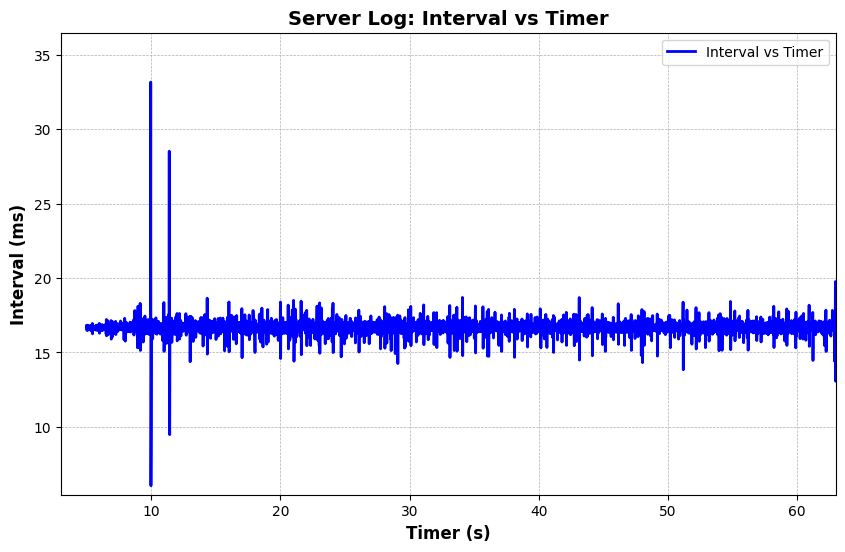 Server Log: Interval vs Timer
Interval vs Timer
35
30
25
20
15
10
Interval (ms)
10 20 30 40 50 60
Timer (s)